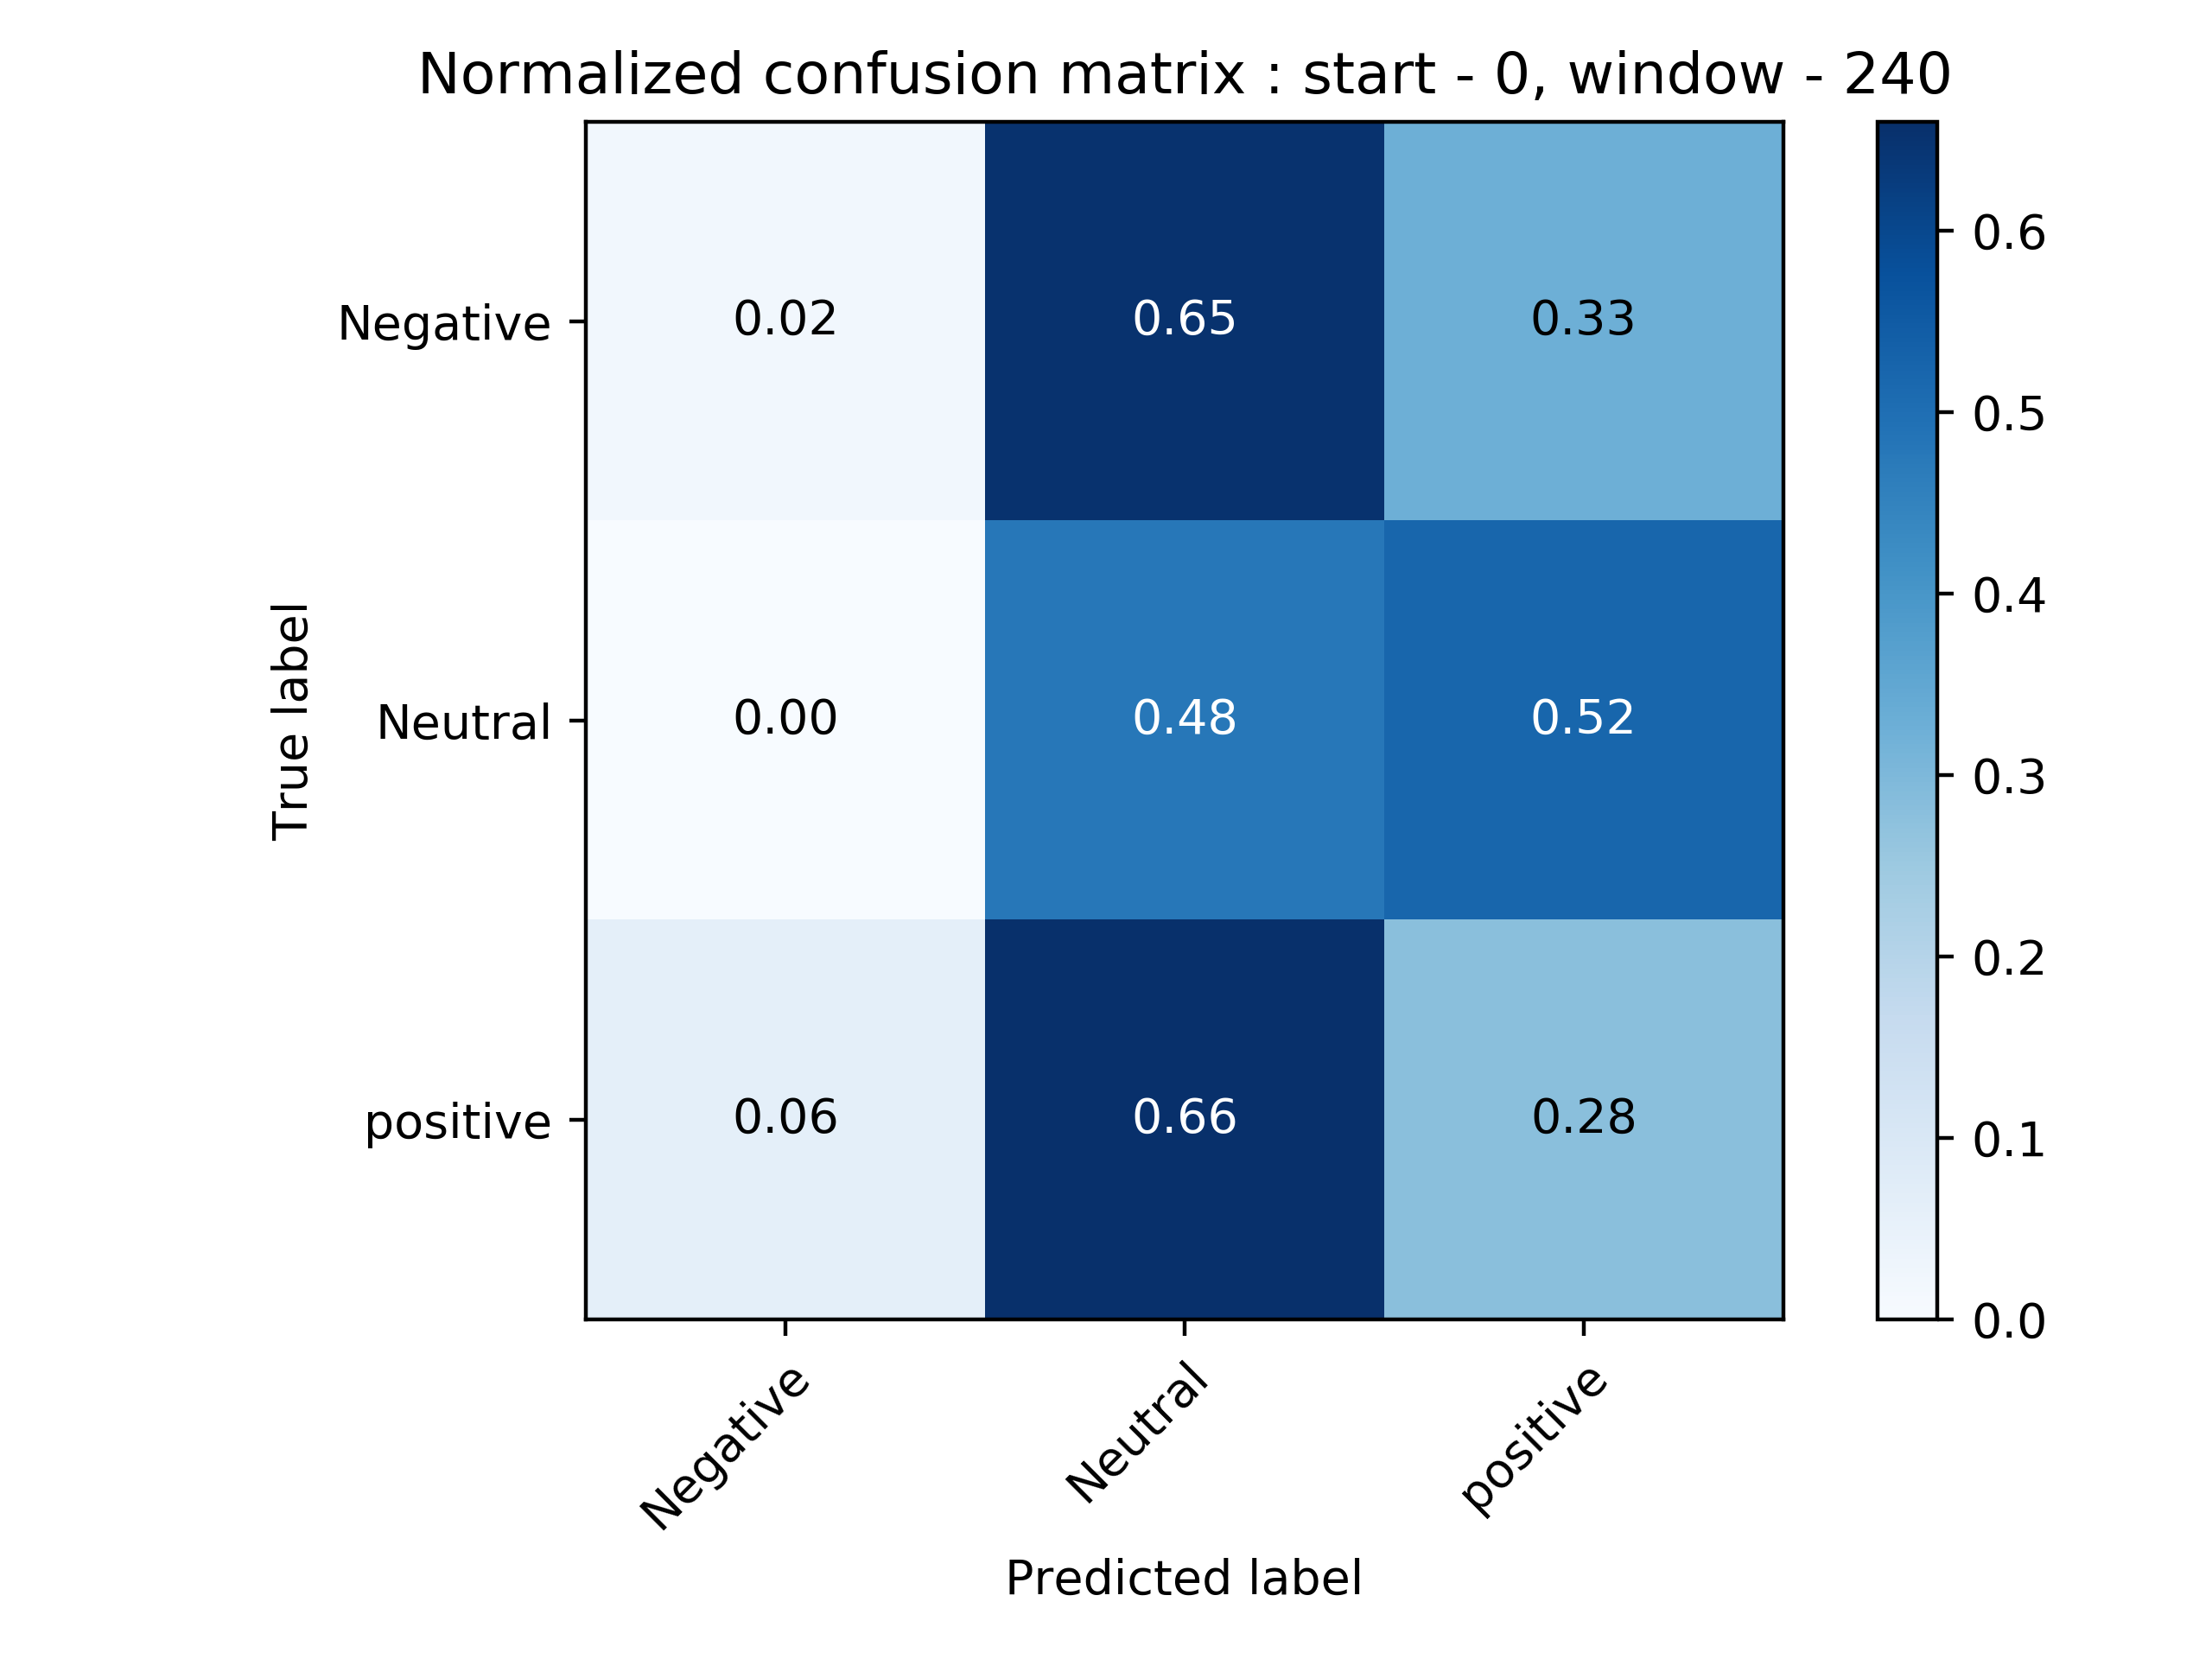 Normalized confusion matrix : start - 0, window - 240
Negative 0.02 0.65 0.33
Neutral 0.00 0.48 0.52
positive 0.06 0.66 0.28
True label
Negative Neutral positive
Predicted label
0.6
0.5
0.4
0.3
0.2
0.1
0.0